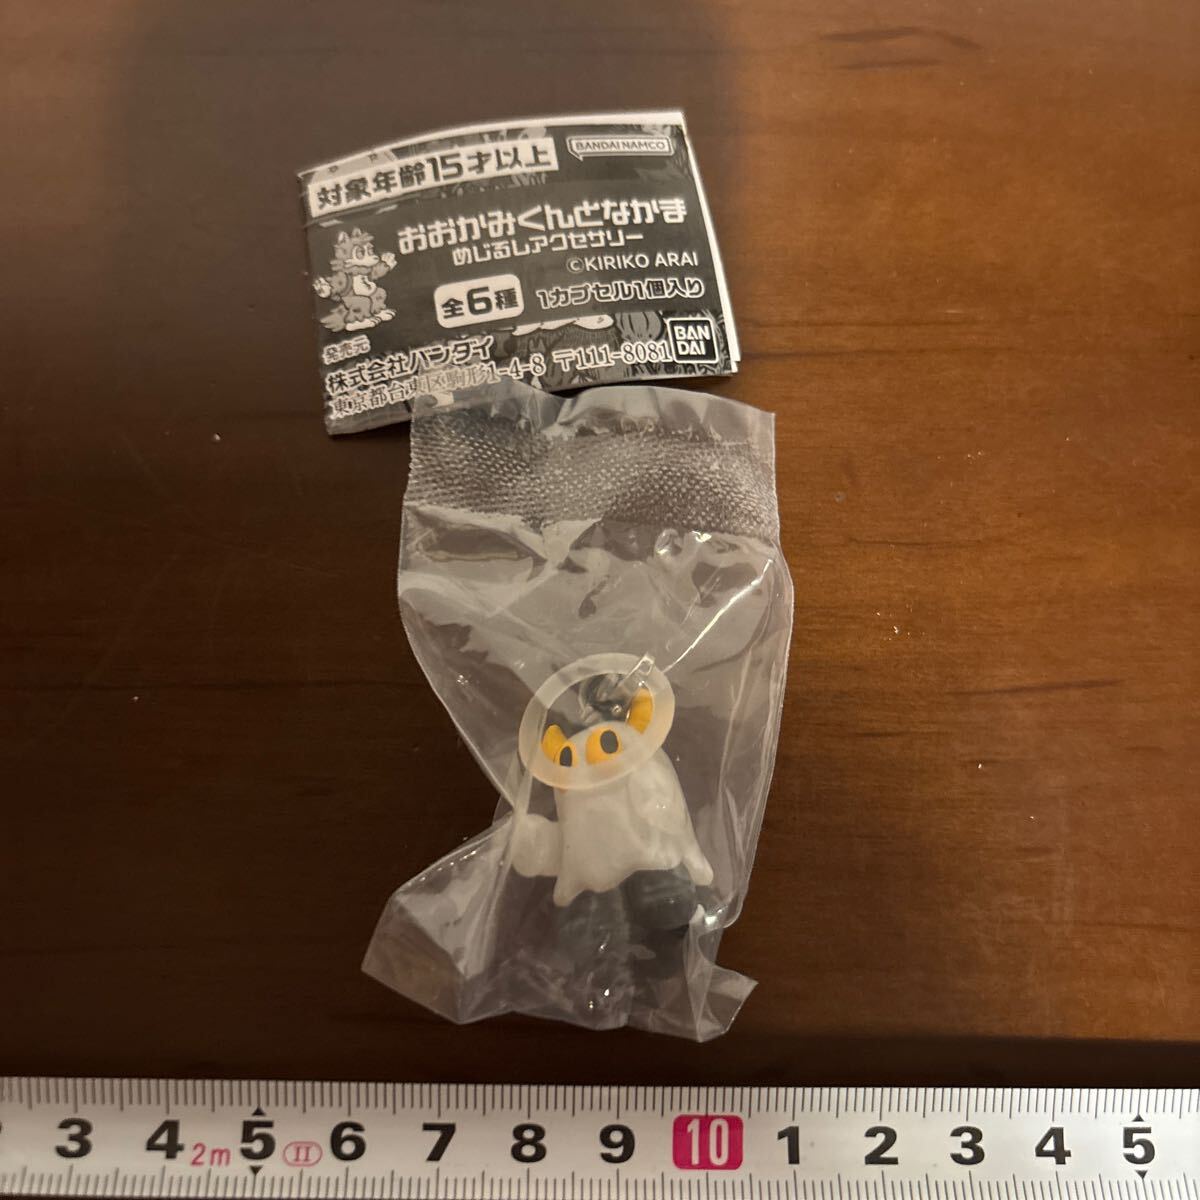 対象年齢15才以上
BANDAI NAMCO
おおかみくんとなかま
めじるしアクセサリー
©KIRIKO ARAI
全6種
1カプセル1個入り
発売元
株式会社バンダイ
東京都台東区駒形1-4-8 〒111-8081
BAN
DAI
3 4 2m 5 II 6 7 8 9 10 1 2 3 4 5